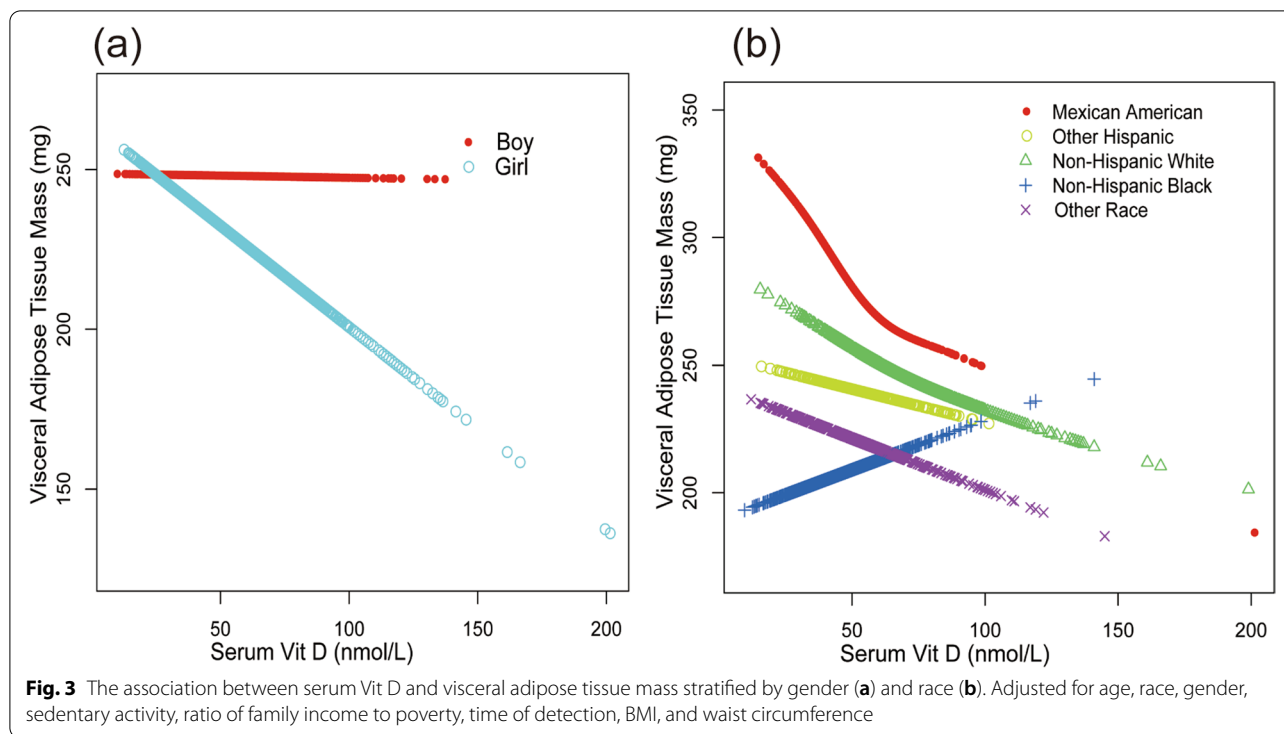 (a)
Visceral Adipose Tissue Mass (mg)
250
200
150
Boy
Girl
50
100
150
200
Serum Vit D (nmol/L)
(b)
Visceral Adipose Tissue Mass (mg)
350
300
250
200
Mexican American
Other Hispanic
Non-Hispanic White
Non-Hispanic Black
Other Race
50
100
150
200
Serum Vit D (nmol/L)
Fig. 3 The association between serum Vit D and visceral adipose tissue mass stratified by gender (a) and race (b). Adjusted for age, race, gender,
sedentary activity, ratio of family income to poverty, time of detection, BMI, and waist circumference